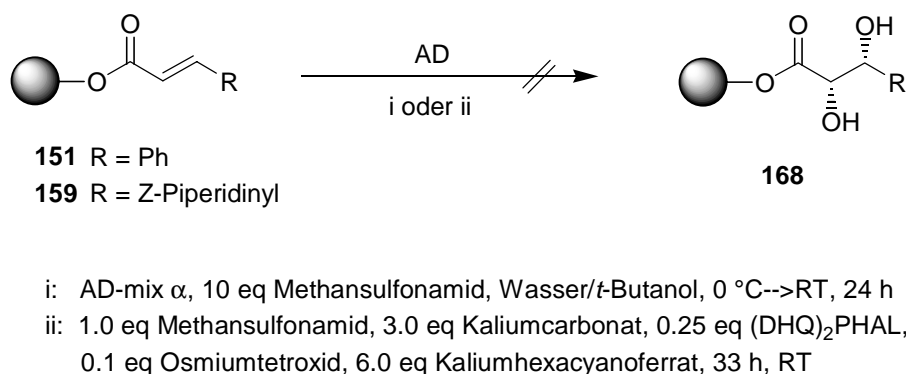 O
O
R
AD
i oder ii
O
O
OH
OH
R
151 R = Ph
159 R = Z-Piperidinyl
168
i: AD-mix α, 10 eq Methansulfonamid, Wasser/t-Butanol, 0 °C-->RT, 24 h
ii: 1.0 eq Methansulfonamid, 3.0 eq Kaliumcarbonat, 0.25 eq (DHQ)2PHAL,
0.1 eq Osmiumtetroxid, 6.0 eq Kaliumhexacyanoferrat, 33 h, RT